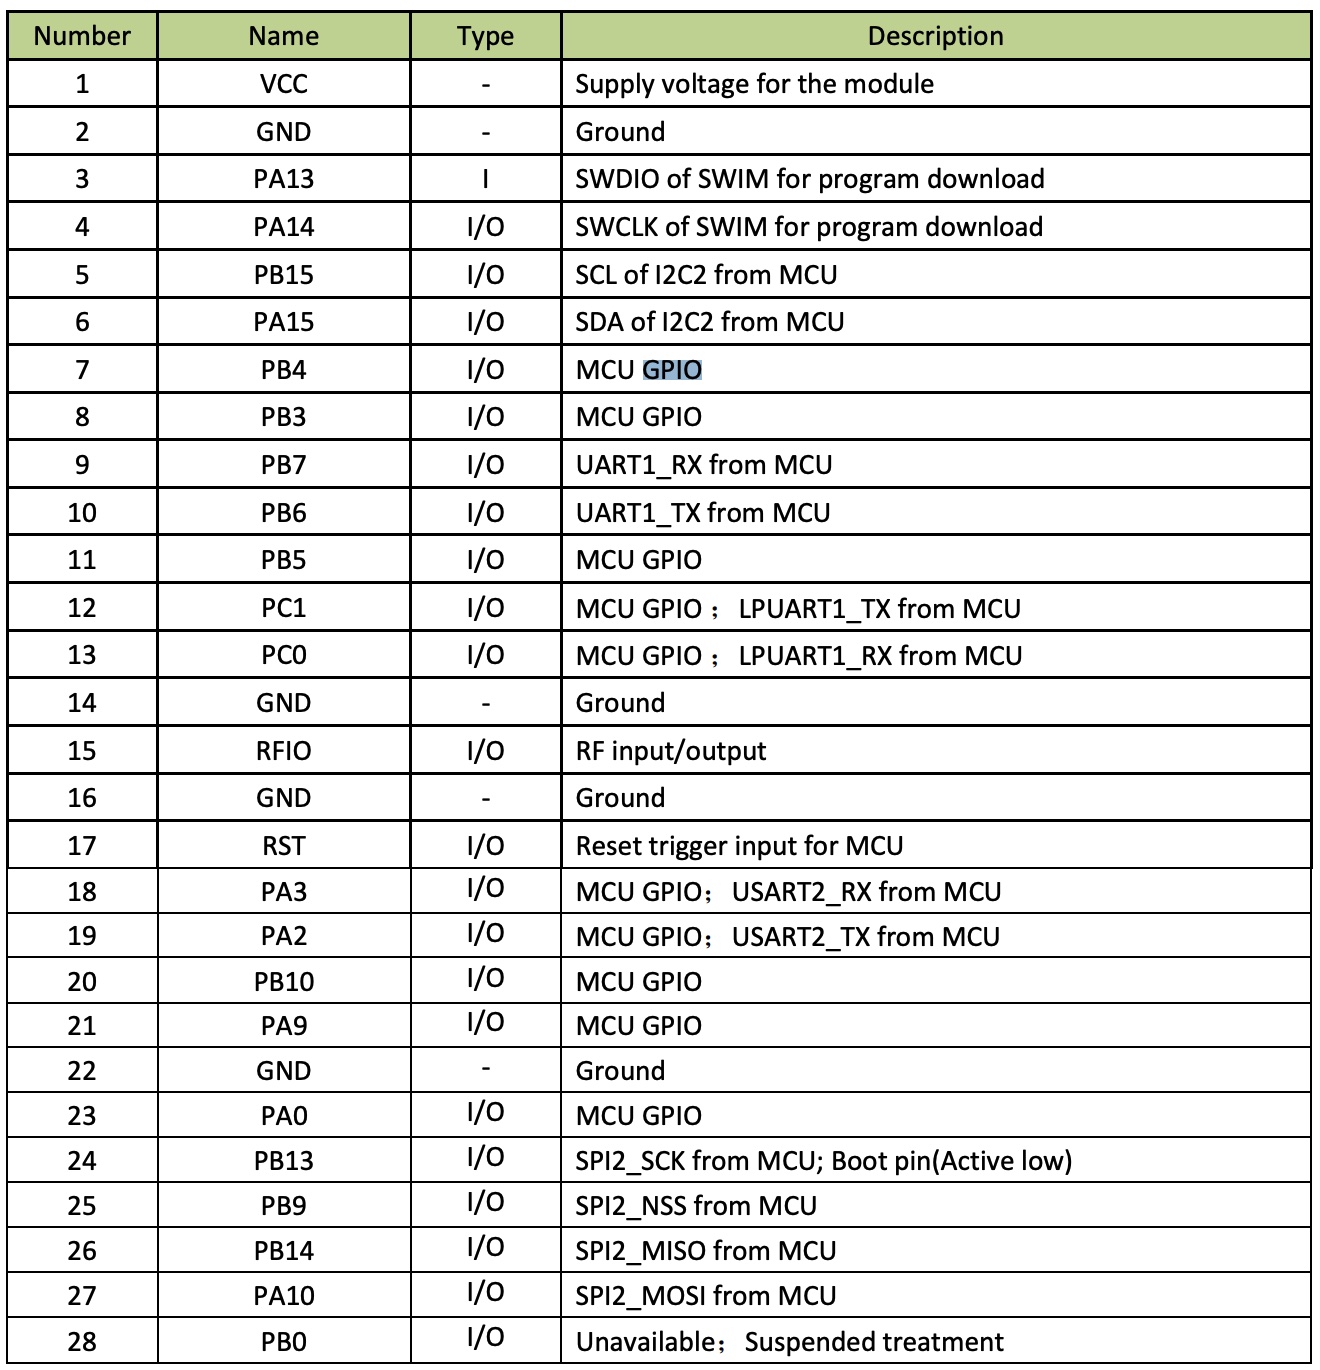 Number Name Type Description
1 VCC - Supply voltage for the module
2 GND - Ground
3 PA13 I SWDIO of SWIM for program download
4 PA14 I/O SWCLK of SWIM for program download
5 PB15 I/O SCL of I2C2 from MCU
6 PA15 I/O SDA of I2C2 from MCU
7 PB4 I/O MCU GPIO
8 PB3 I/O MCU GPIO
9 PB7 I/O UART1_RX from MCU
10 PB6 I/O UART1_TX from MCU
11 PB5 I/O MCU GPIO
12 PC1 I/O MCU GPIO ； LPUART1_TX from MCU
13 PC0 I/O MCU GPIO ； LPUART1_RX from MCU
14 GND - Ground
15 RFIO I/O RF input/output
16 GND - Ground
17 RST I/O Reset trigger input for MCU
18 PA3 I/O MCU GPIO； USART2_RX from MCU
19 PA2 I/O MCU GPIO； USART2_TX from MCU
20 PB10 I/O MCU GPIO
21 PA9 I/O MCU GPIO
22 GND - Ground
23 PA0 I/O MCU GPIO
24 PB13 I/O SPI2_SCK from MCU; Boot pin(Active low)
25 PB9 I/O SPI2_NSS from MCU
26 PB14 I/O SPI2_MISO from MCU
27 PA10 I/O SPI2_MOSI from MCU
28 PB0 I/O Unavailable； Suspended treatment